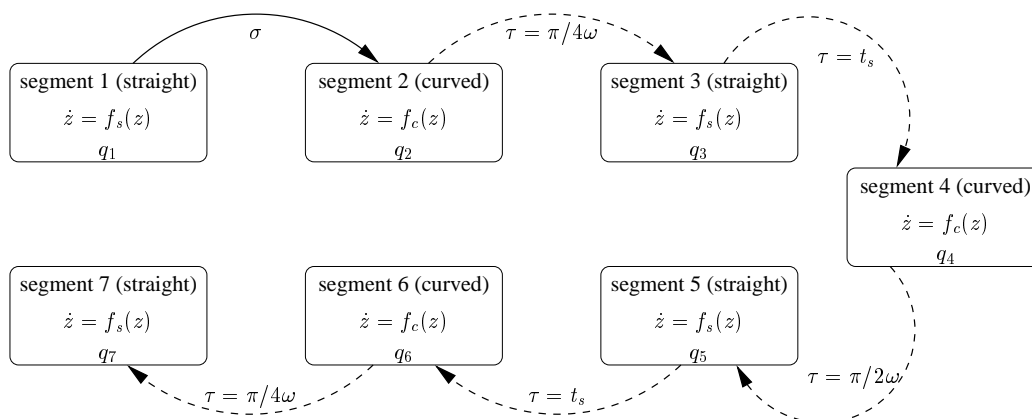 σ
τ = π/4ω
τ = t_s
segment 1 (straight)
ż = f_s(z)
q_1
segment 2 (curved)
ż = f_c(z)
q_2
segment 3 (straight)
ż = f_s(z)
q_3
segment 4 (curved)
ż = f_c(z)
q_4
segment 7 (straight)
ż = f_s(z)
q_7
segment 6 (curved)
ż = f_c(z)
q_6
segment 5 (straight)
ż = f_s(z)
q_5
τ = π/4ω
τ = t_s
τ = π/2ω